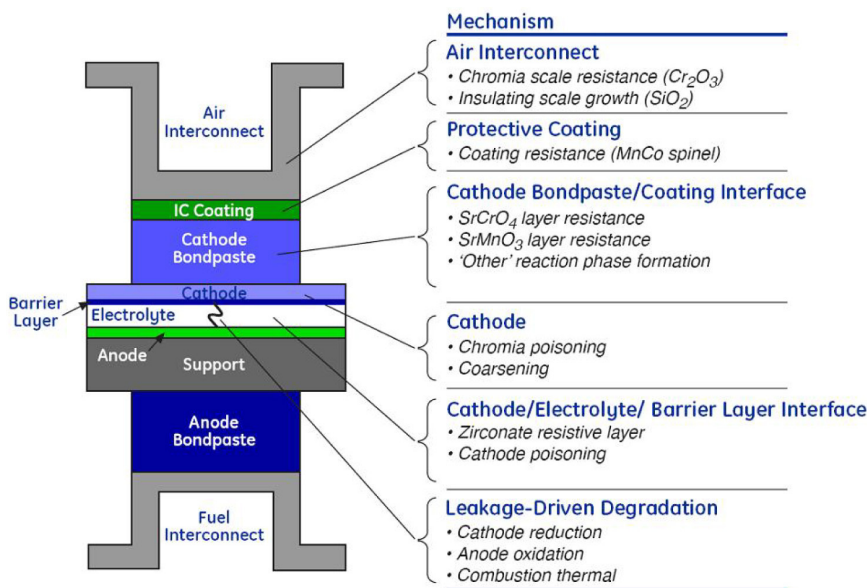 Mechanism
Air Interconnect
• Chromia scale resistance (Cr₂O₃)
• Insulating scale growth (SiO₂)
Protective Coating
• Coating resistance (MnCo spinel)
Cathode Bondpaste/Coating Interface
• SrCrO₄ layer resistance
• SrMnO₃ layer resistance
• ‘Other’ reaction phase formation
Cathode
• Chromia poisoning
• Coarsening
Cathode/Electrolyte/ Barrier Layer Interface
• Zirconate resistive layer
• Cathode poisoning
Leakage-Driven Degradation
• Cathode reduction
• Anode oxidation
• Combustion thermal
Air
Interconnect
IC Coating
Cathode
Bondpaste
Cathode
Barrier
Layer
Electrolyte
Anode
Support
Anode
Bondpaste
Fuel
Interconnect